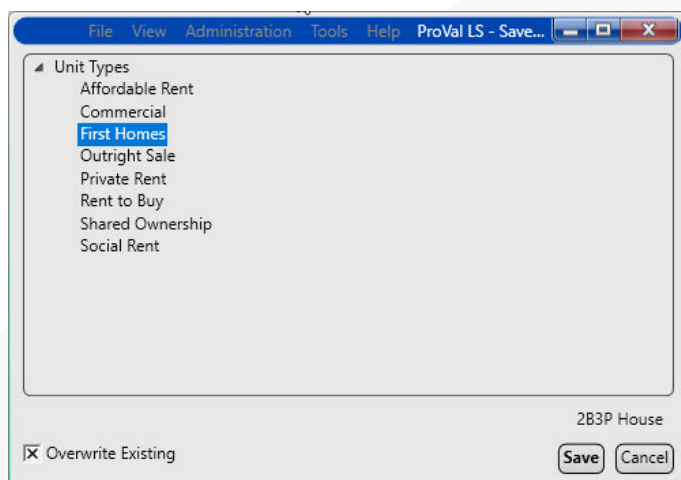 File View Administration Tools Help ProVal LS - Save...
Unit Types
Affordable Rent
Commercial
First Homes
Outright Sale
Private Rent
Rent to Buy
Shared Ownership
Social Rent
2B3P House
Overwrite Existing
Save Cancel